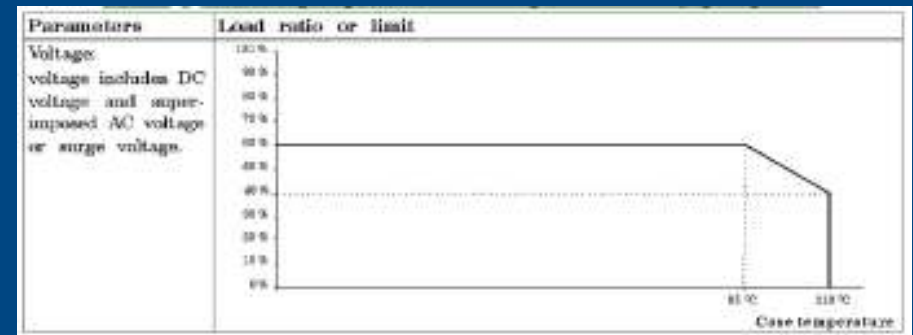 Parameters
Load ratio or limit
Voltage:
voltage includes DC
voltage and super-
imposed AC voltage
or surge voltage.
100 %
90 %
80 %
70 %
60 %
50 %
40 %
30 %
20 %
10 %
0 %
85 °C
110 °C
Case temperature